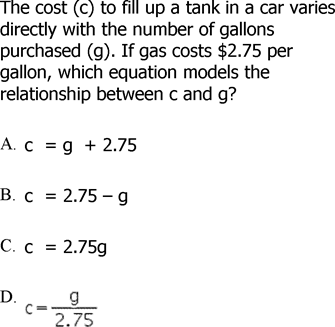 The cost (c) to fill up a tank in a car varies
directly with the number of gallons
purchased (g). If gas costs $2.75 per
gallon, which equation models the
relationship between c and g?
A. c = g + 2.75
B. c = 2.75 – g
C. c = 2.75g
D. c = g/2.75